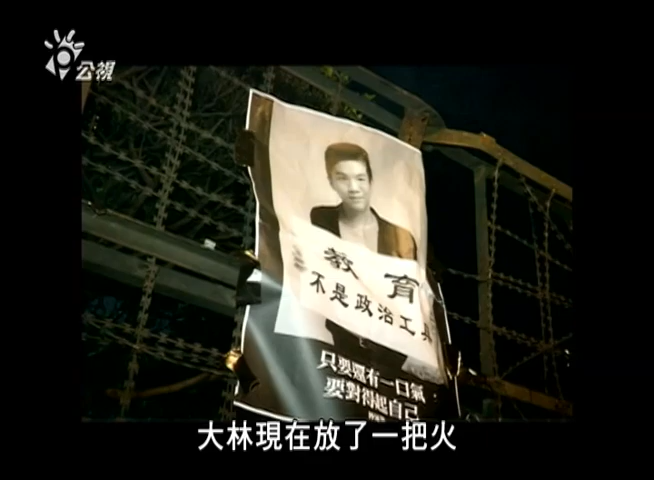 公視
教育
不是政治工具
只要還有一口氣
要對得起自己
大林現在放了一把火